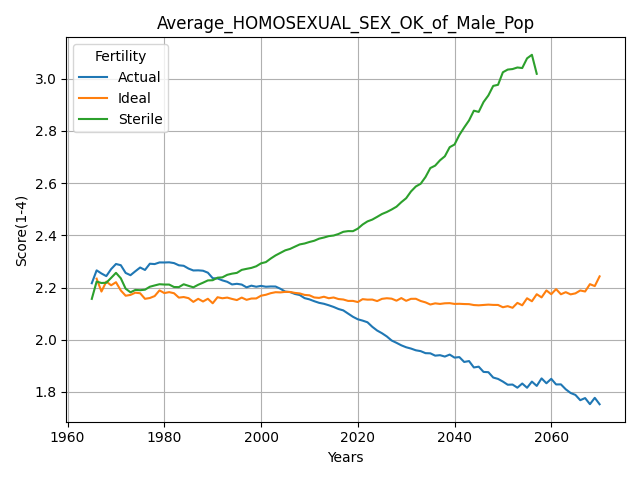 Average_HOMOSEXUAL_SEX_OK_of_Male_Pop
Fertility
Actual
Ideal
Sterile
Score(1-4)
3.0
2.8
2.6
2.4
2.2
2.0
1.8
1960 1980 2000 2020 2040 2060
Years